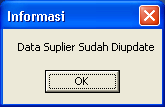 Informasi
Data Suplier Sudah Diupdate
OK